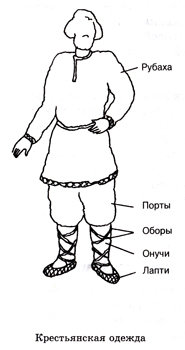 Рубаха
Порты
Оборы
Онучи
Лапти
Крестьянская одежда